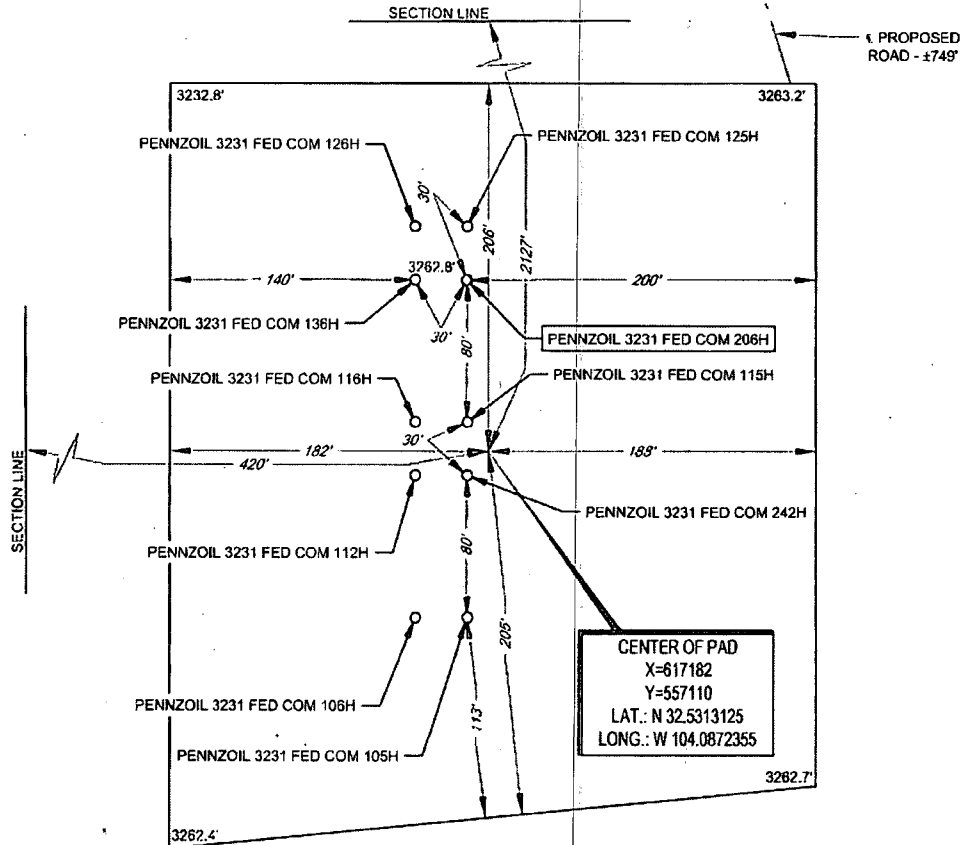 SECTION LINE
℄ PROPOSED
ROAD - ±749'
3232.8'
3263.2'
PENNZOIL 3231 FED COM 126H
PENNZOIL 3231 FED COM 125H
30'
206'
2127'
3262.8'
140'
200'
PENNZOIL 3231 FED COM 136H
30'
80'
PENNZOIL 3231 FED COM 206H
PENNZOIL 3231 FED COM 116H
PENNZOIL 3231 FED COM 115H
30'
182'
188'
420'
SECTION LINE
PENNZOIL 3231 FED COM 242H
PENNZOIL 3231 FED COM 112H
80'
205'
CENTER OF PAD
X=617182
Y=557110
LAT.: N 32.5313125
LONG.: W 104.0872355
PENNZOIL 3231 FED COM 106H
113'
PENNZOIL 3231 FED COM 105H
3262.7'
3262.4'